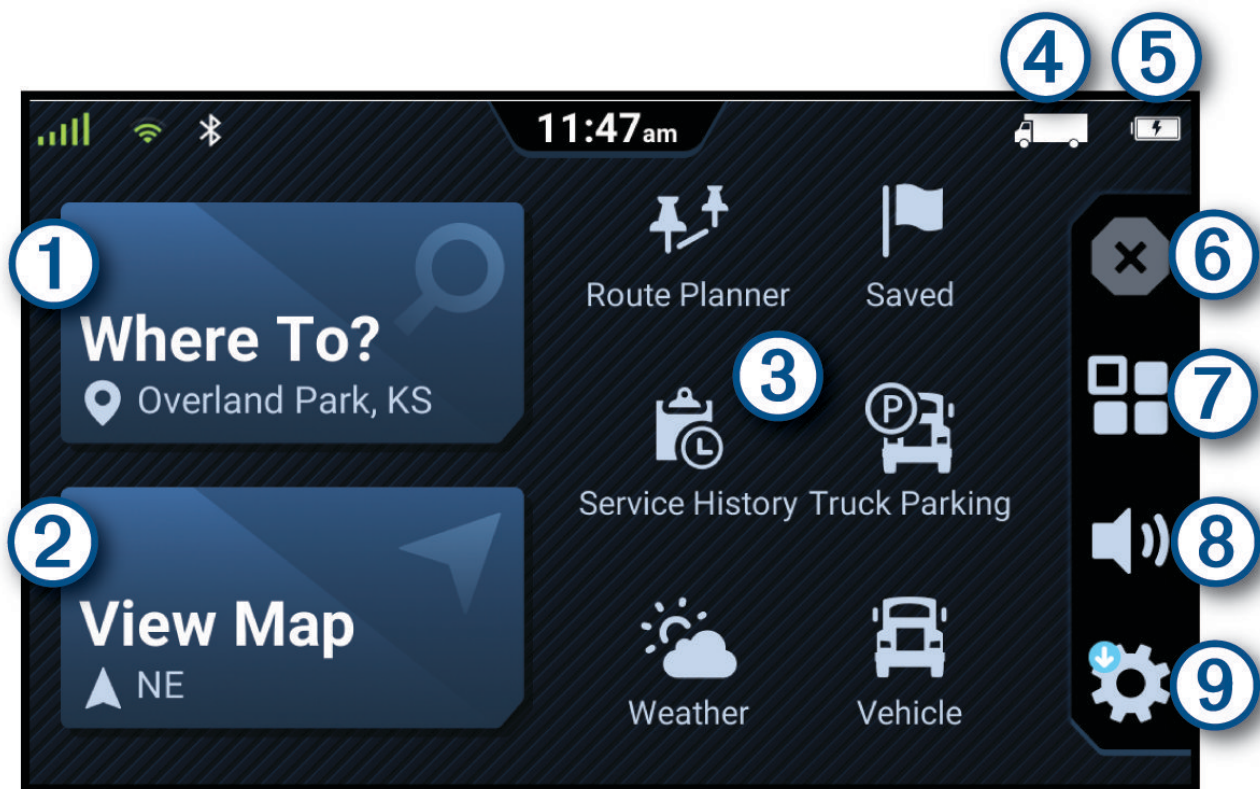 4 5
11:47am
1
Where To?
Overland Park, KS
2
View Map
NE
Route Planner Saved
3
Service History Truck Parking
P
Weather Vehicle
6
7
8
9